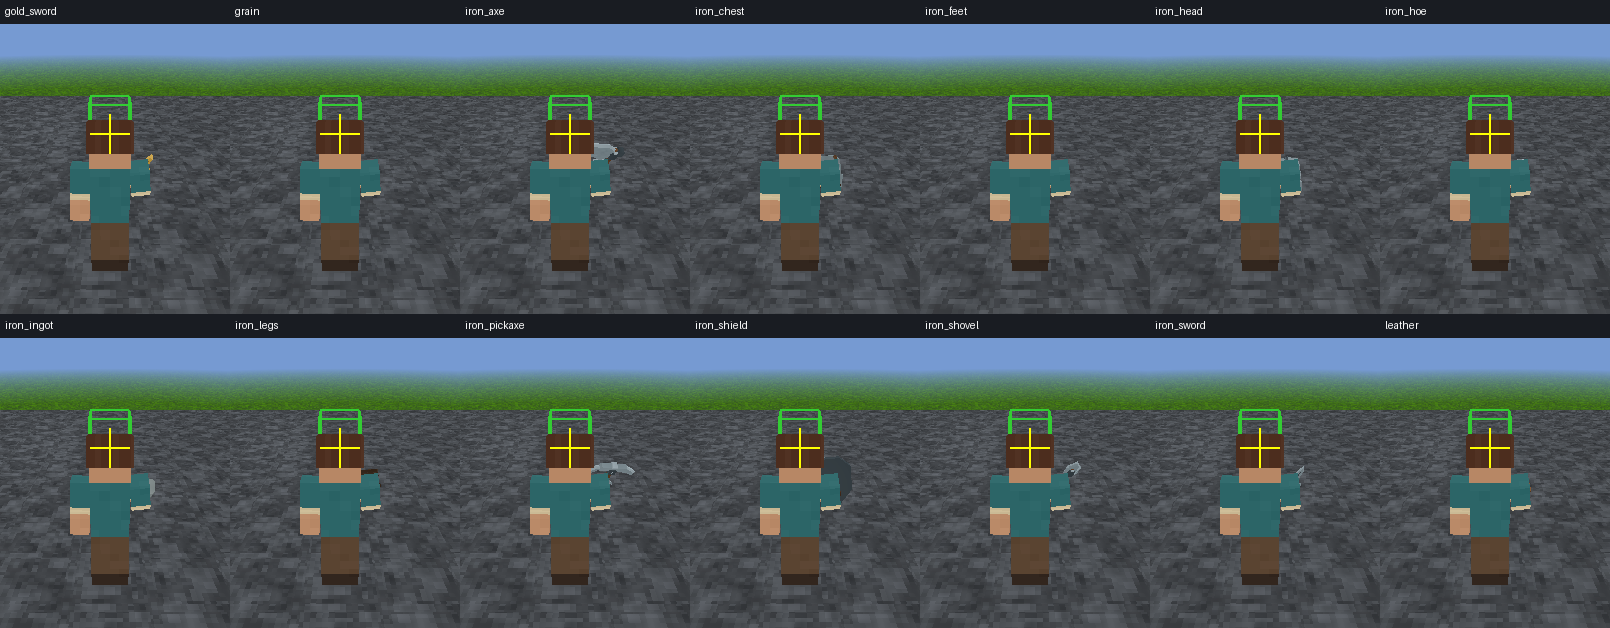 gold_sword
grain
iron_axe
iron_chest
iron_feet
iron_head
iron_hoe
iron_ingot
iron_legs
iron_pickaxe
iron_shield
iron_shovel
iron_sword
leather